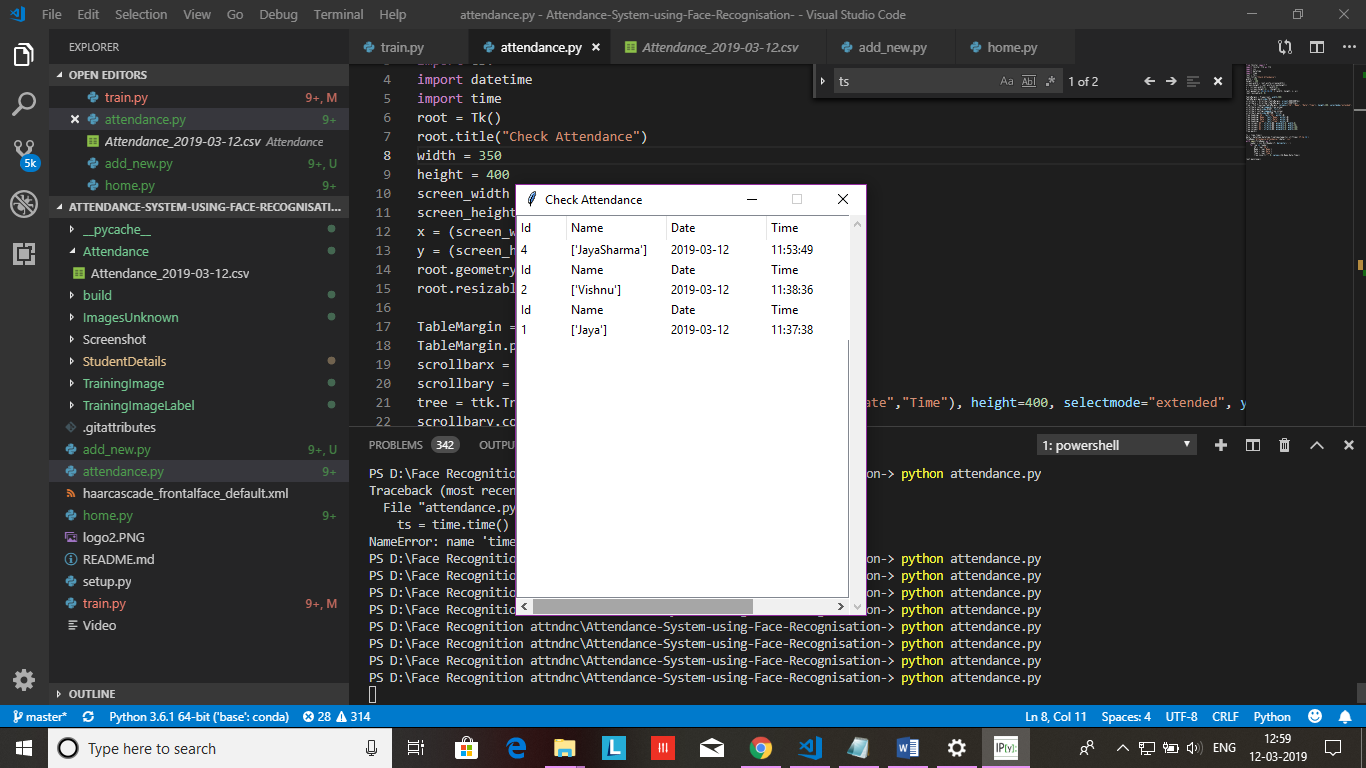 File Edit Selection View Go Debug Terminal Help
attendance.py - Attendance-System-using-Face-Recognisation- - Visual Studio Code
EXPLORER
OPEN EDITORS
train.py 9+, M
attendance.py 9+
Attendance_2019-03-12.csv Attendance
add_new.py 9+, U
home.py 9+
5k
ATTENDANCE-SYSTEM-USING-FACE-RECOGNISATI...
__pycache__
Attendance
Attendance_2019-03-12.csv
build
ImagesUnknown
Screenshot
StudentDetails
TrainingImage
TrainingImageLabel
.gitattributes
add_new.py 9+, U
attendance.py 9+
haarcascade_frontalface_default.xml
home.py 9+
logo2.PNG
README.md
setup.py
train.py 9+, M
Video
OUTLINE
train.py attendance.py Attendance_2019-03-12.csv add_new.py home.py
ts Aa Abl .* 1 of 2
4 import datetime
5 import time
6 root = Tk()
7 root.title("Check Attendance")
8 width = 350
9 height = 400
10 screen_width
11 screen_height
12 x = (screen_w
13 y = (screen_h
14 root.geometry
15 root.resizabl
16
17 TableMargin =
18 TableMargin.p
19 scrollbarx =
20 scrollbary =
21 tree = ttk.Tr ate","Time"), height=400, selectmode="extended", y
22 scrollbary.co
Check Attendance
Id Name Date Time
4 ['JayaSharma'] 2019-03-12 11:53:49
Id Name Date Time
2 ['Vishnu'] 2019-03-12 11:38:36
Id Name Date Time
1 ['Jaya'] 2019-03-12 11:37:38
PROBLEMS 342 OUTPU 1: powershell
PS D:\Face Recognitio ation-> python attendance.py
Traceback (most recen
File "attendance.py
ts = time.time()
NameError: name 'time
PS D:\Face Recognitio ation-> python attendance.py
PS D:\Face Recognitio ation-> python attendance.py
PS D:\Face Recognitio ation-> python attendance.py
PS D:\Face Recognitio ation-> python attendance.py
PS D:\Face Recognition attndnc\Attendance-System-using-Face-Recognisation-> python attendance.py
PS D:\Face Recognition attndnc\Attendance-System-using-Face-Recognisation-> python attendance.py
PS D:\Face Recognition attndnc\Attendance-System-using-Face-Recognisation-> python attendance.py
PS D:\Face Recognition attndnc\Attendance-System-using-Face-Recognisation-> python attendance.py
master* Python 3.6.1 64-bit ('base': conda) 28 314 Ln 8, Col 11 Spaces: 4 UTF-8 CRLF Python
Type here to search
L
W
IP[y]:
ENG
12:59
12-03-2019